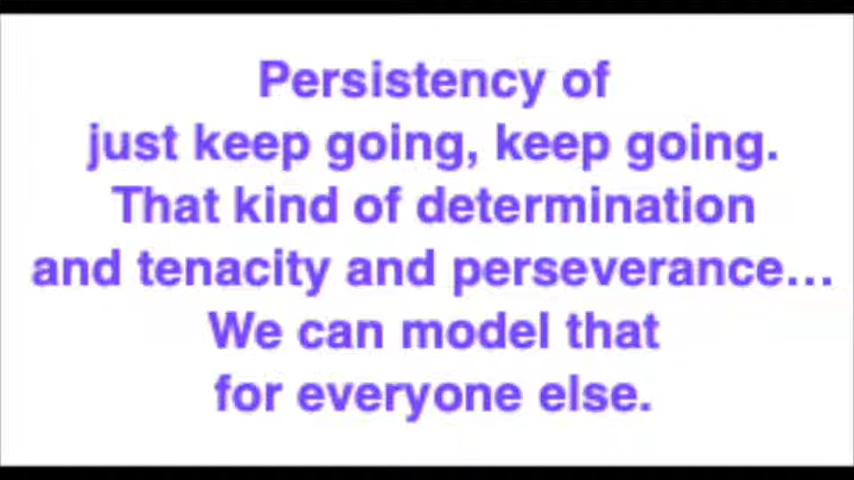 Persistency of
just keep going, keep going.
That kind of determination
and tenacity and perseverance...
We can model that
for everyone else.